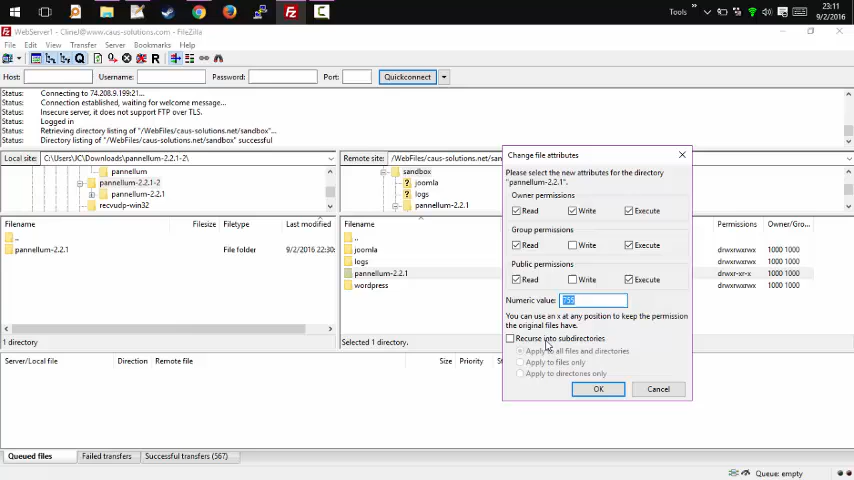 Tools
23:11
9/2/2016
WebServer1 - ClineJ@www.caus-solutions.com - FileZilla
File Edit View Transfer Server Bookmarks Help
Host: Username: Password: Port: Quickconnect
Status: Connecting to 74.208.9.199:21...
Status: Connection established, waiting for welcome message...
Status: Insecure server, it does not support FTP over TLS.
Status: Logged in
Status: Retrieving directory listing of "/WebFiles/caus-solutions.net/sandbox"...
Status: Directory listing of "/WebFiles/caus-solutions.net/sandbox" successful
Local site: C:\Users\JC\Downloads\pannellum-2.2.1-2\
pannellum
pannellum-2.2.1-2
pannellum-2.2.1
recvudp-win32
Filename Filesize Filetype Last modified
..
pannellum-2.2.1 File folder 9/2/2016 22:30:
1 directory
Remote site: /WebFiles/caus-solutions.net/san
sandbox
joomla
logs
pannellum-2.2.1
Filename Permissions Owner/Gro
..
joomla drwxrwxrwx 1000 1000
logs drwxrwxrwx 1000 1000
pannellum-2.2.1 drwxr-xr-x 1000 1000
wordpress drwxrwxrwx 1000 1000
Selected 1 directory.
Change file attributes
Please select the new attributes for the directory
"pannellum-2.2.1".
Owner permissions
Read Write Execute
Group permissions
Read Write Execute
Public permissions
Read Write Execute
Numeric value: 755
You can use an x at any position to keep the permission
the original files have.
Recurse into subdirectories
Apply to all files and directories
Apply to files only
Apply to directories only
OK Cancel
Server/Local file Direction Remote file Size Priority Status
Queued files Failed transfers Successful transfers (567)
Queue: empty